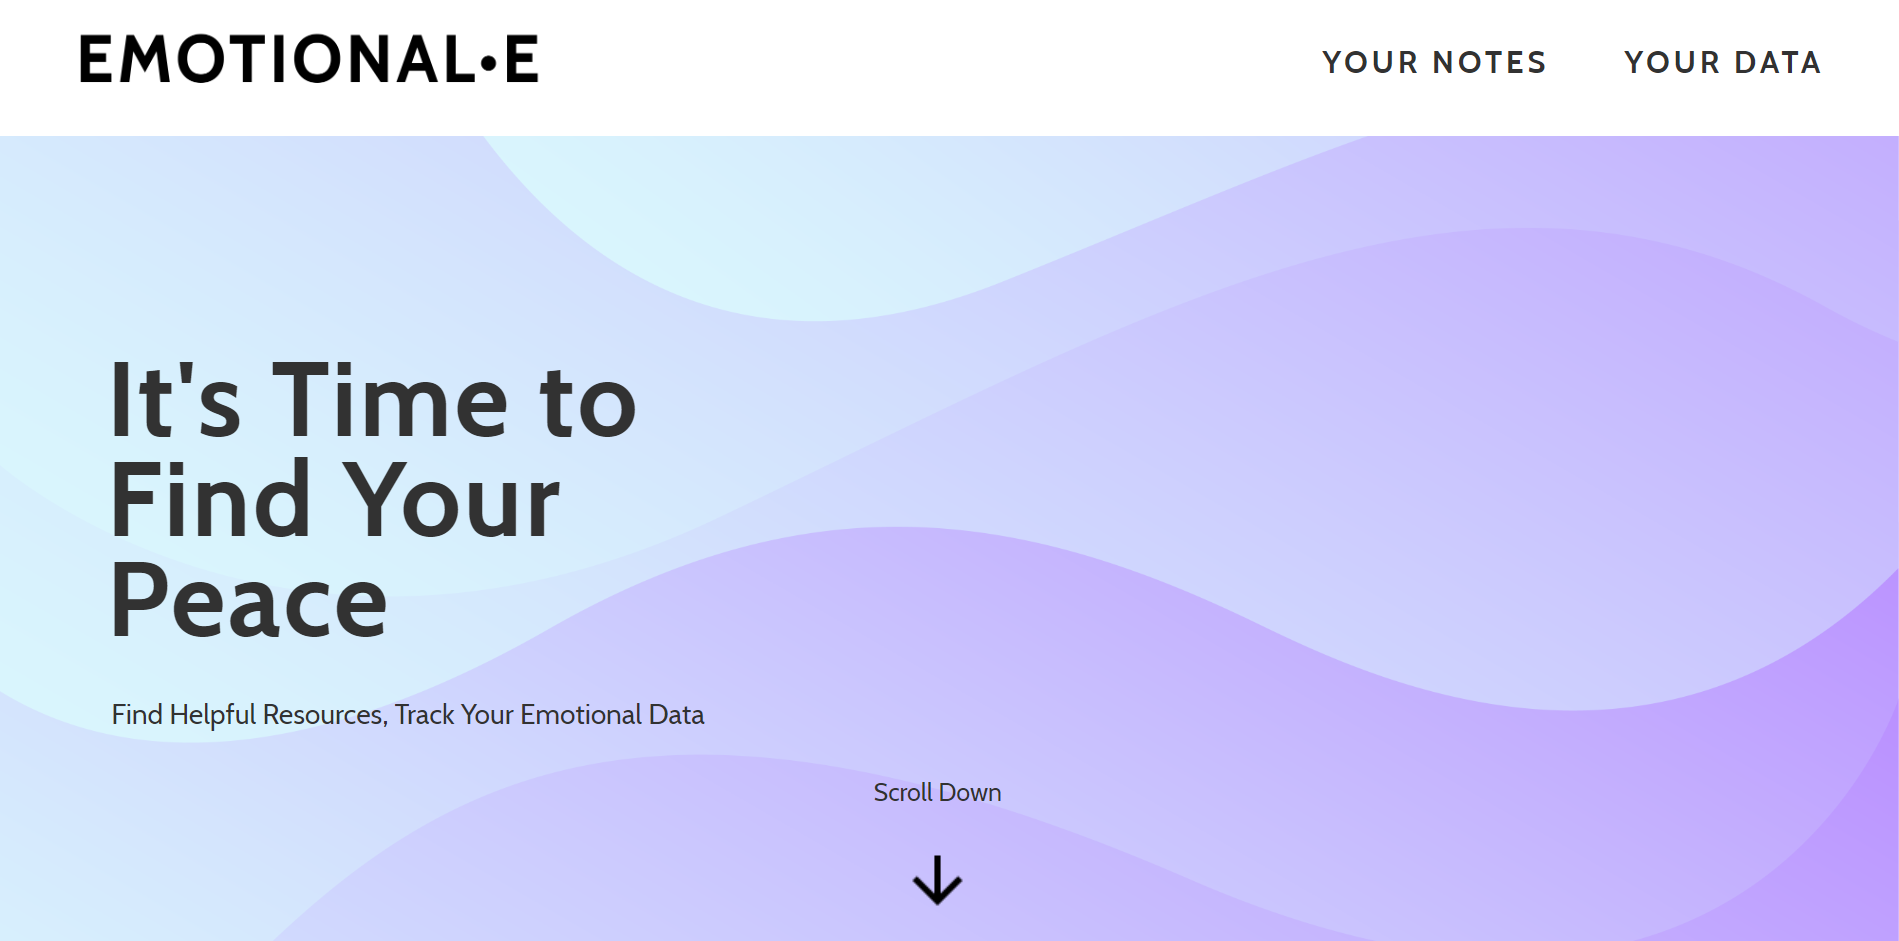 EMOTIONAL•E
YOUR NOTES
YOUR DATA
It's Time to
Find Your
Peace
Find Helpful Resources, Track Your Emotional Data
Scroll Down